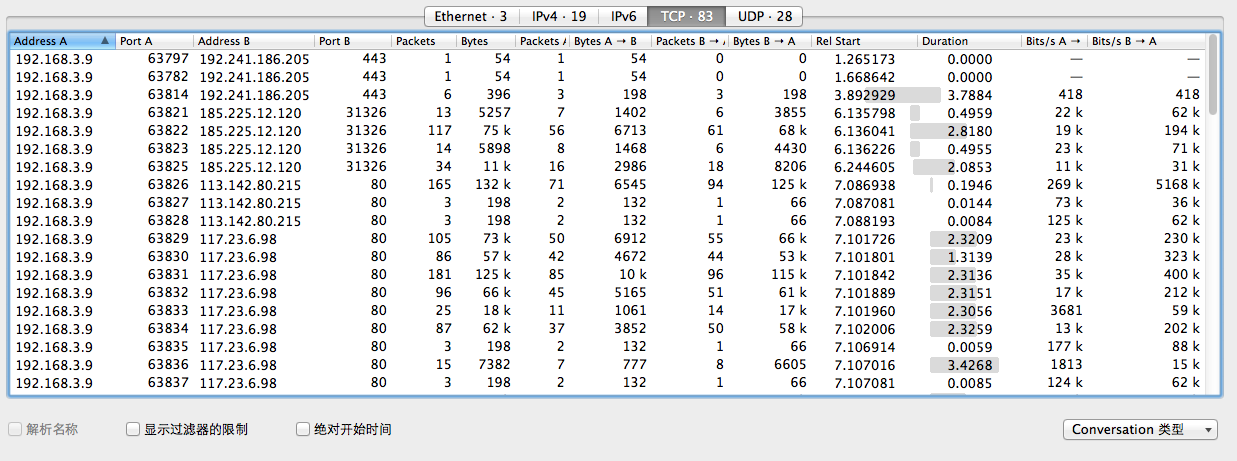 Ethernet · 3 IPv4 · 19 IPv6 TCP · 83 UDP · 28
Address A Port A Address B Port B Packets Bytes Packets A Bytes A → B Packets B → A Bytes B → A Rel Start Duration Bits/s A → Bits/s B → A
192.168.3.9 63797 192.241.186.205 443 1 54 1 54 0 0 1.265173 0.0000 — —
192.168.3.9 63782 192.241.186.205 443 1 54 1 54 0 0 1.668642 0.0000 — —
192.168.3.9 63814 192.241.186.205 443 6 396 3 198 3 198 3.892929 3.7884 418 418
192.168.3.9 63821 185.225.12.120 31326 13 5257 7 1402 6 3855 6.135798 0.4959 22 k 62 k
192.168.3.9 63822 185.225.12.120 31326 117 75 k 56 6713 61 68 k 6.136041 2.8180 19 k 194 k
192.168.3.9 63823 185.225.12.120 31326 14 5898 8 1468 6 4430 6.136226 0.4955 23 k 71 k
192.168.3.9 63825 185.225.12.120 31326 34 11 k 16 2986 18 8206 6.244605 2.0853 11 k 31 k
192.168.3.9 63826 113.142.80.215 80 165 132 k 71 6545 94 125 k 7.086938 0.1946 269 k 5168 k
192.168.3.9 63827 113.142.80.215 80 3 198 2 132 1 66 7.087081 0.0144 73 k 36 k
192.168.3.9 63828 113.142.80.215 80 3 198 2 132 1 66 7.088193 0.0084 125 k 62 k
192.168.3.9 63829 117.23.6.98 80 105 73 k 50 6912 55 66 k 7.101726 2.3209 23 k 230 k
192.168.3.9 63830 117.23.6.98 80 86 57 k 42 4672 44 53 k 7.101801 1.3139 28 k 323 k
192.168.3.9 63831 117.23.6.98 80 181 125 k 85 10 k 96 115 k 7.101842 2.3136 35 k 400 k
192.168.3.9 63832 117.23.6.98 80 96 66 k 45 5165 51 61 k 7.101889 2.3151 17 k 212 k
192.168.3.9 63833 117.23.6.98 80 25 18 k 11 1061 14 17 k 7.101960 2.3056 3681 59 k
192.168.3.9 63834 117.23.6.98 80 87 62 k 37 3852 50 58 k 7.102006 2.3259 13 k 202 k
192.168.3.9 63835 117.23.6.98 80 3 198 2 132 1 66 7.106914 0.0059 177 k 88 k
192.168.3.9 63836 117.23.6.98 80 15 7382 7 777 8 6605 7.107016 3.4268 1813 15 k
192.168.3.9 63837 117.23.6.98 80 3 198 2 132 1 66 7.107081 0.0085 124 k 62 k
解析名称 显示过滤器的限制 绝对开始时间 Conversation 类型